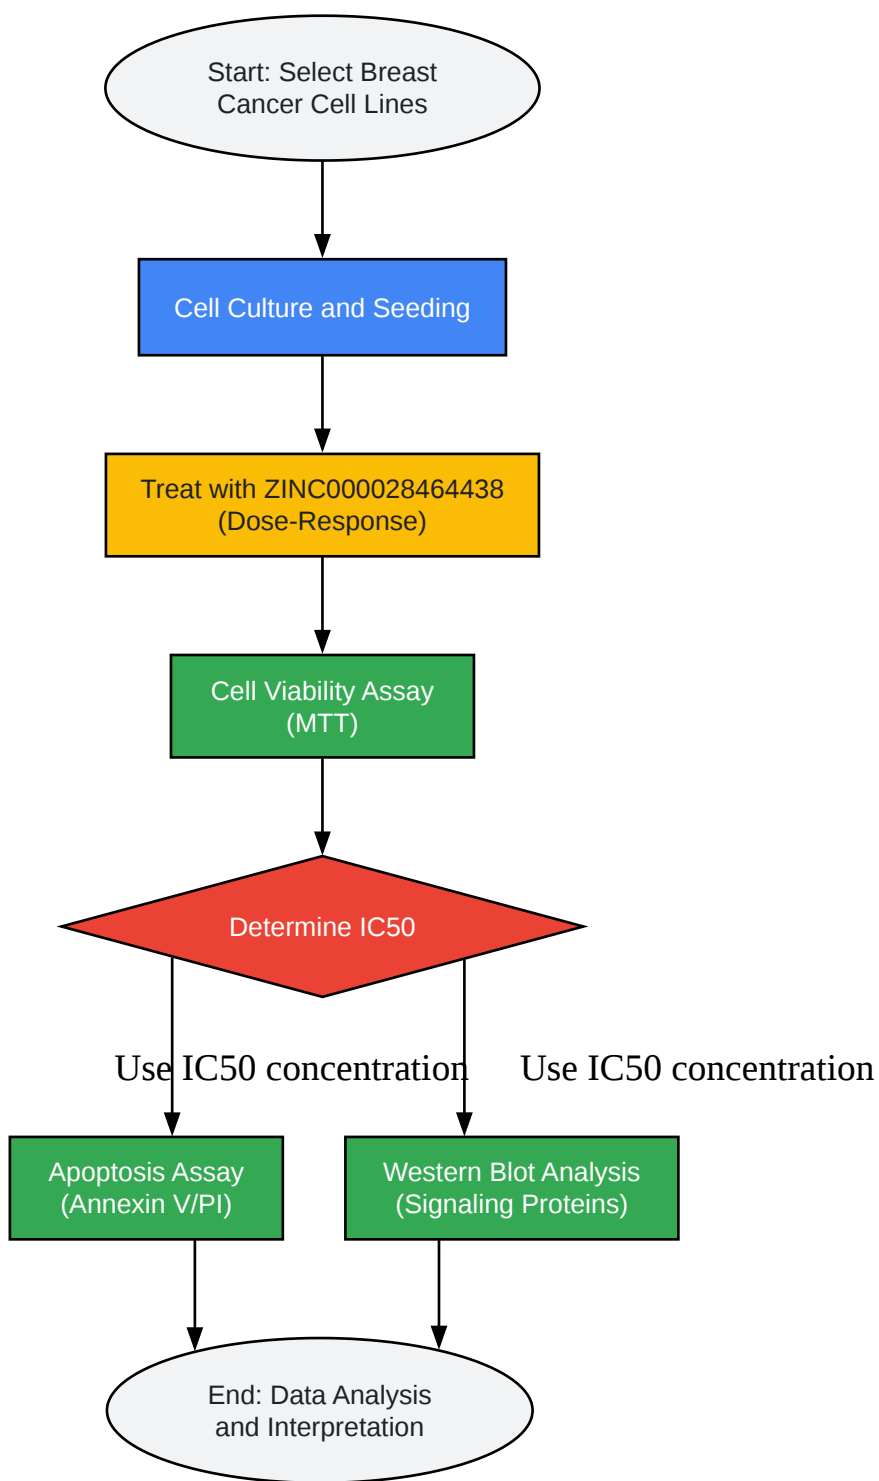 Start: Select Breast
Cancer Cell Lines
Cell Culture and Seeding
Treat with ZINC000028464438
(Dose-Response)
Cell Viability Assay
(MTT)
Determine IC50
Use IC50 concentration
Use IC50 concentration
Apoptosis Assay
(Annexin V/PI)
Western Blot Analysis
(Signaling Proteins)
End: Data Analysis
and Interpretation